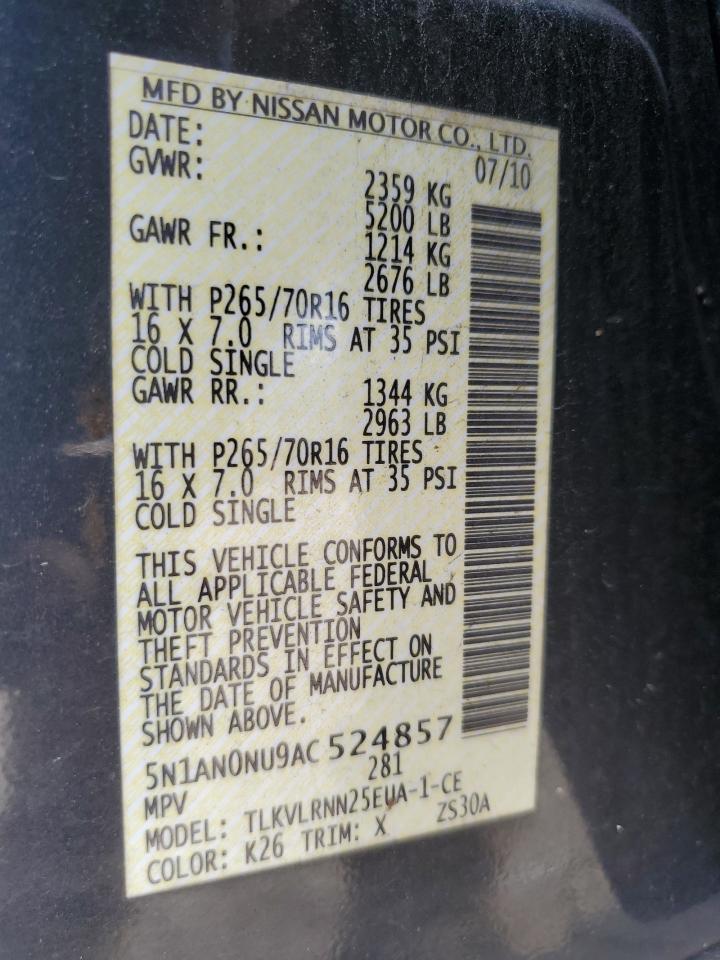 MFD BY NISSAN MOTOR CO., LTD.
DATE: 07/10
GVWR: 2359 KG
5200 LB
GAWR FR.: 1214 KG
2676 LB
WITH P265/70R16 TIRES
16 X 7.0 RIMS AT 35 PSI
COLD SINGLE
GAWR RR.: 1344 KG
2963 LB
WITH P265/70R16 TIRES
16 X 7.0 RIMS AT 35 PSI
COLD SINGLE
THIS VEHICLE CONFORMS TO
ALL APPLICABLE FEDERAL
MOTOR VEHICLE SAFETY AND
THEFT PREVENTION
STANDARDS IN EFFECT ON
THE DATE OF MANUFACTURE
SHOWN ABOVE.
5N1AN0NU9AC 524857
MPV 281
MODEL: TLKVLRNN25EUA-1-CE
COLOR: K26 TRIM: X ZS30A